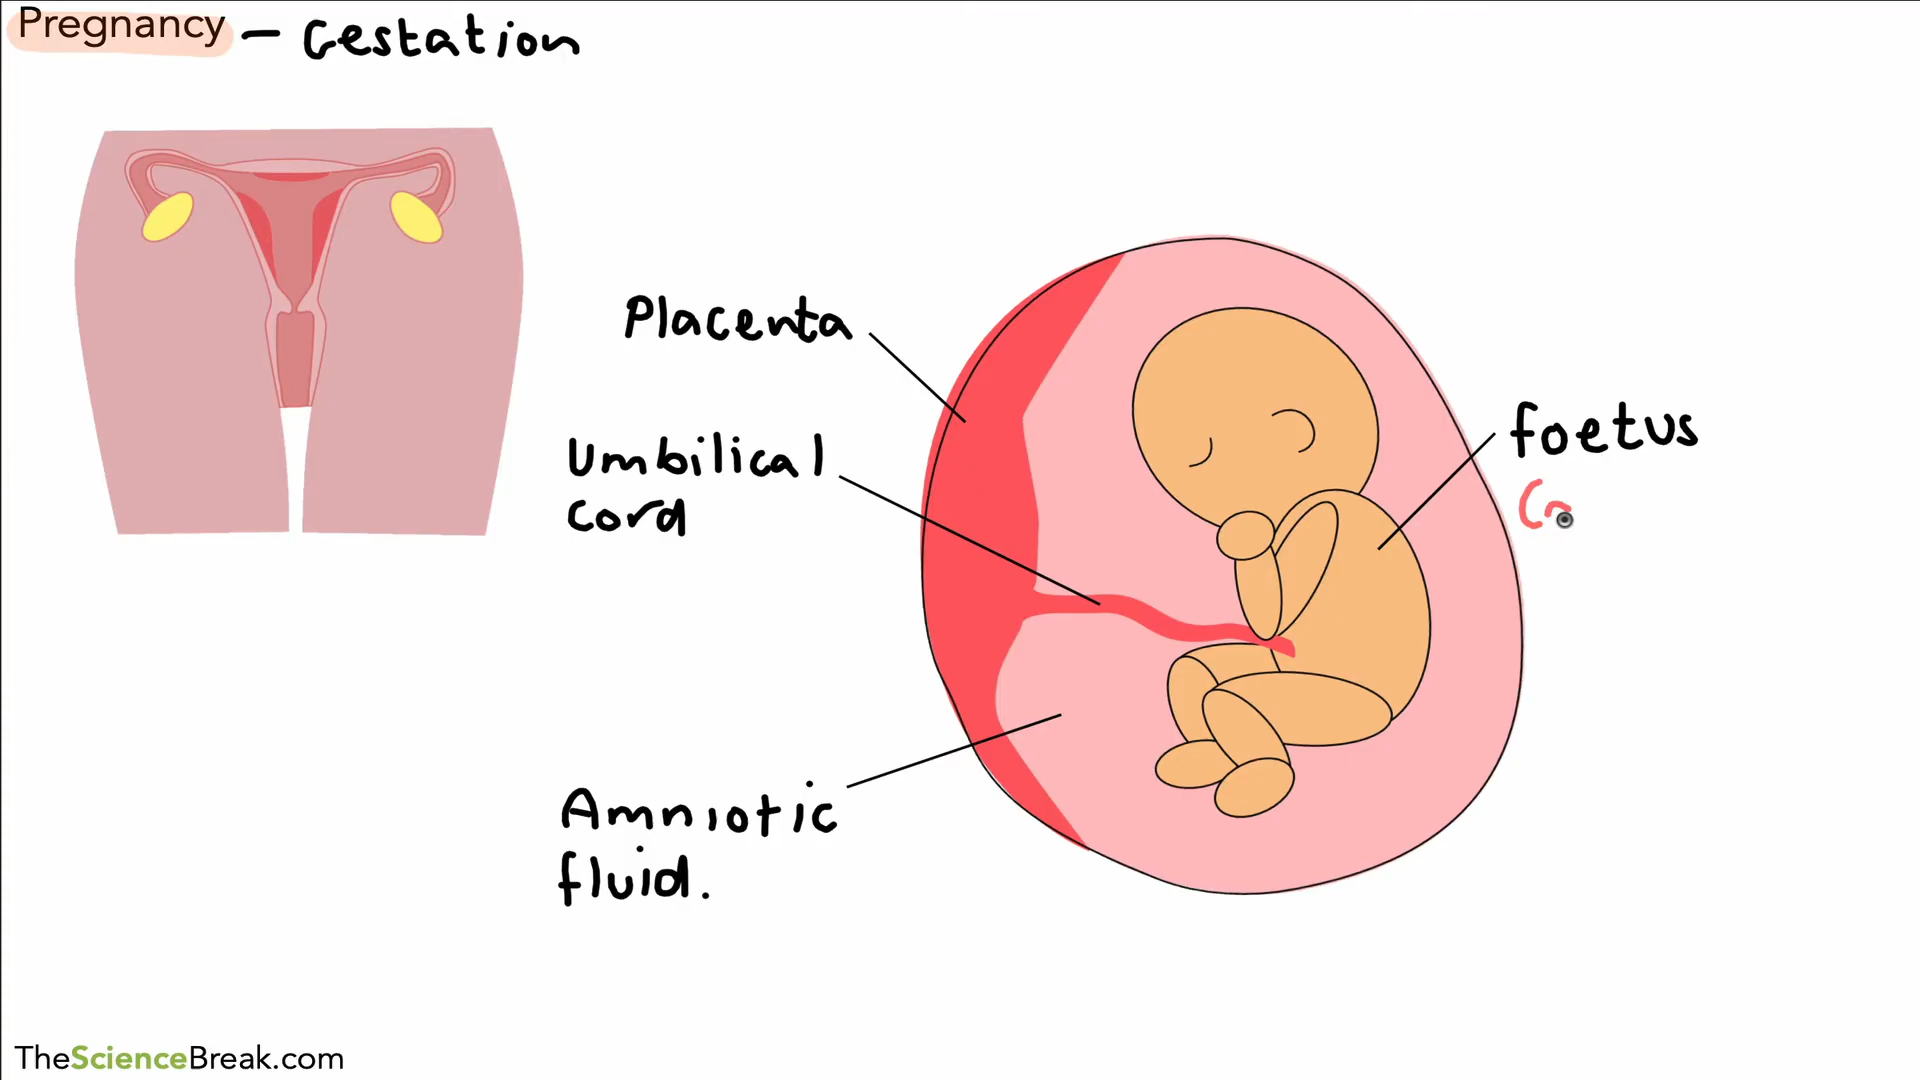 Pregnancy – Gestation
Placenta
Umbilical
cord
foetus
Amniotic
fluid.
TheScienceBreak.com